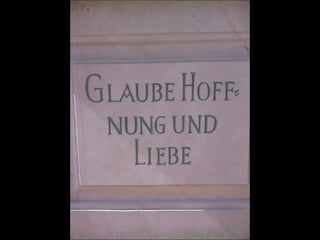 GLAUBE HOFF=
NUNG UND
LIEBE